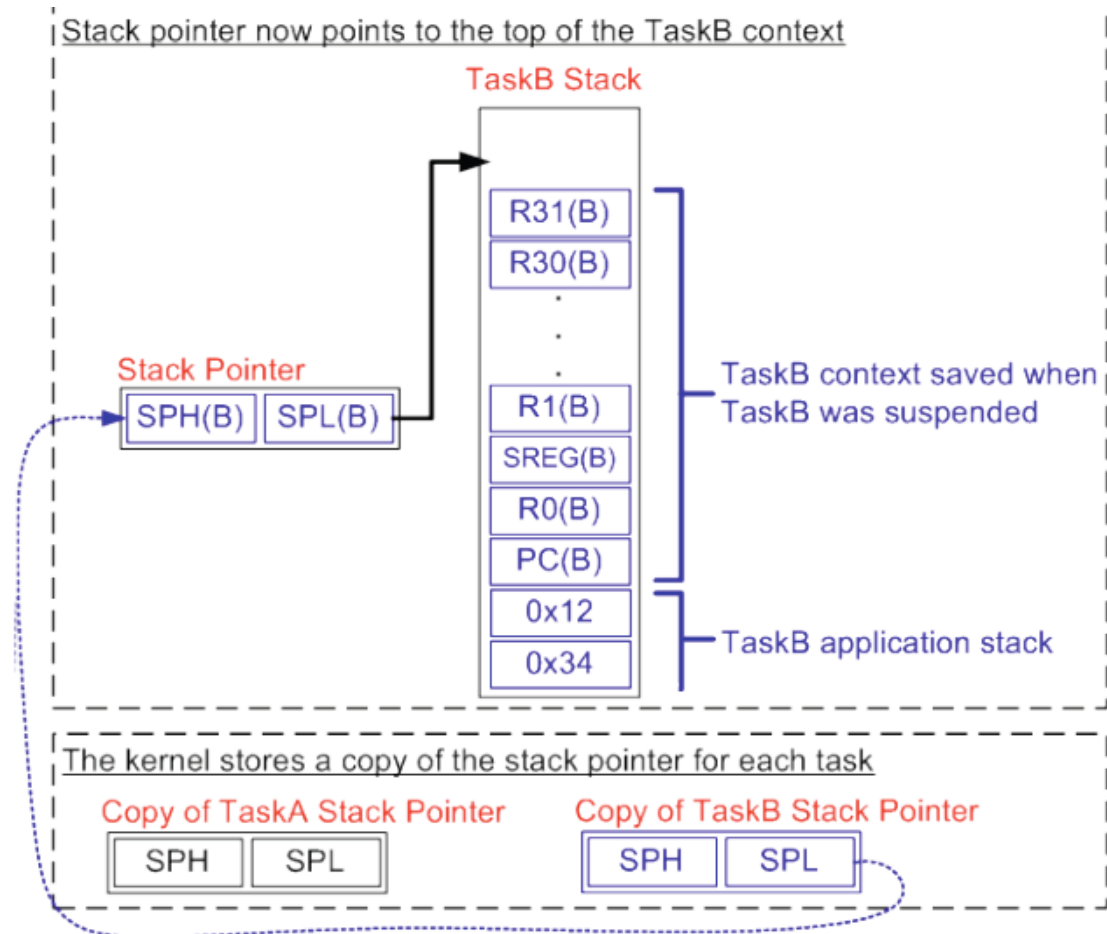 Stack pointer now points to the top of the TaskB context
TaskB Stack
R31(B)
R30(B)
Stack Pointer
SPH(B) SPL(B)
R1(B)
SREG(B)
R0(B)
PC(B)
0x12
0x34
TaskB context saved when
TaskB was suspended
TaskB application stack
The kernel stores a copy of the stack pointer for each task
Copy of TaskA Stack Pointer
SPH SPL
Copy of TaskB Stack Pointer
SPH SPL